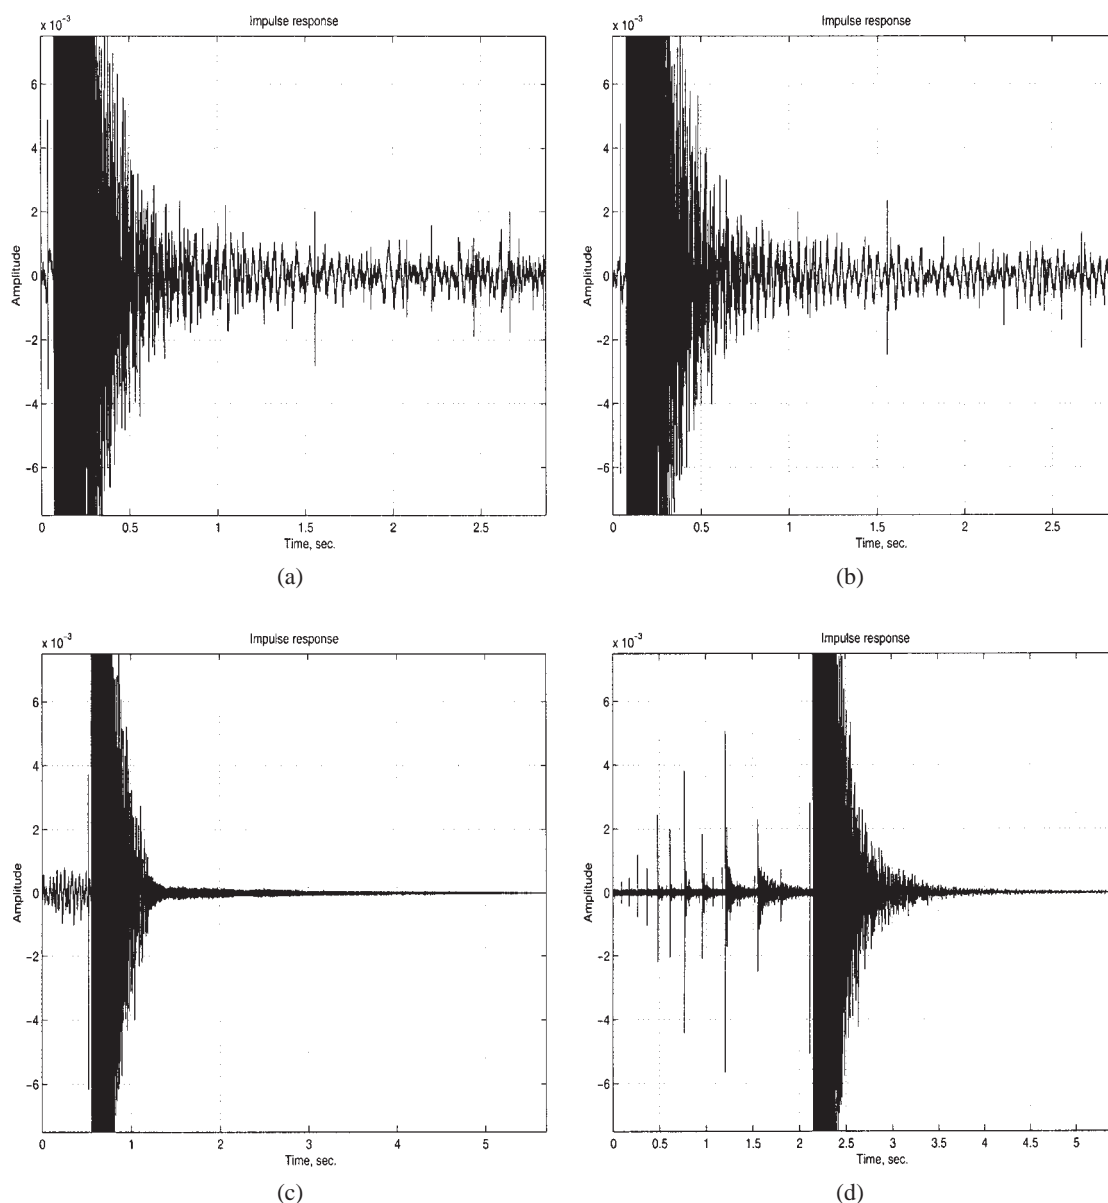 Impulse response
x 10-3
6
4
2
0
-2
-4
-6
Amplitude
0 0.5 1 1.5 2 2.5
Time, sec.
(a)
Impulse response
x 10-3
6
4
2
0
-2
-4
-6
Amplitude
0 0.5 1 1.5 2 2.5
Time, sec.
(b)
Impulse response
x 10-3
6
4
2
0
-2
-4
-6
Amplitude
0 1 2 3 4 5
Time, sec.
(c)
Impulse response
x 10-3
6
4
2
0
-2
-4
-6
Amplitude
0 0.5 1 1.5 2 2.5 3 3.5 4 4.5 5
Time, sec.
(d)